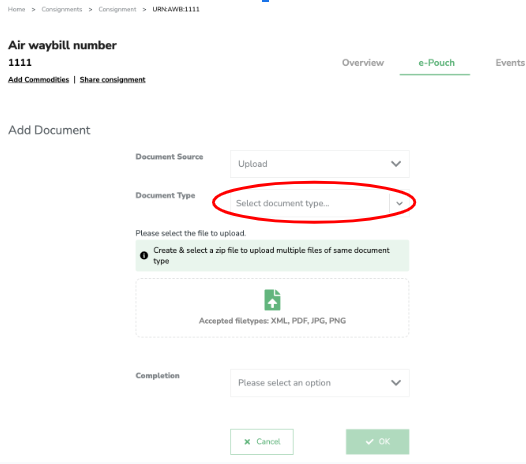 Home > Consignments > Consignment > URN:AWB:1111
Air waybill number
1111
Overview e-Pouch Events
Add Commodities | Share consignment
Add Document
Document Source Upload
Document Type Select document type...
Please select the file to upload.
Create & select a zip file to upload multiple files of same document
type
Accepted filetypes: XML, PDF, JPG, PNG
Completion Please select an option
Cancel OK